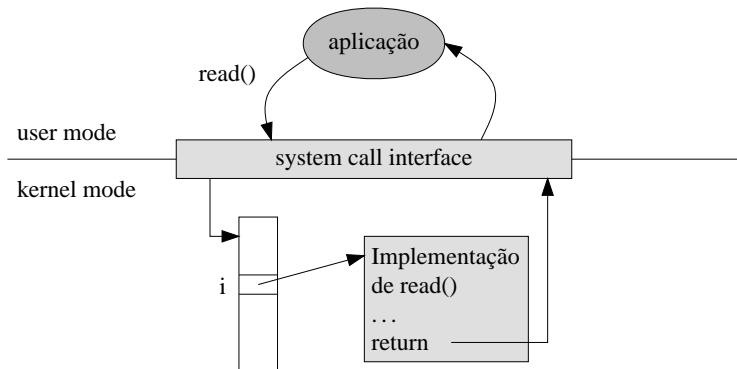 aplicação
read()
user mode
system call interface
kernel mode
i
Implementação
de read()
...
return